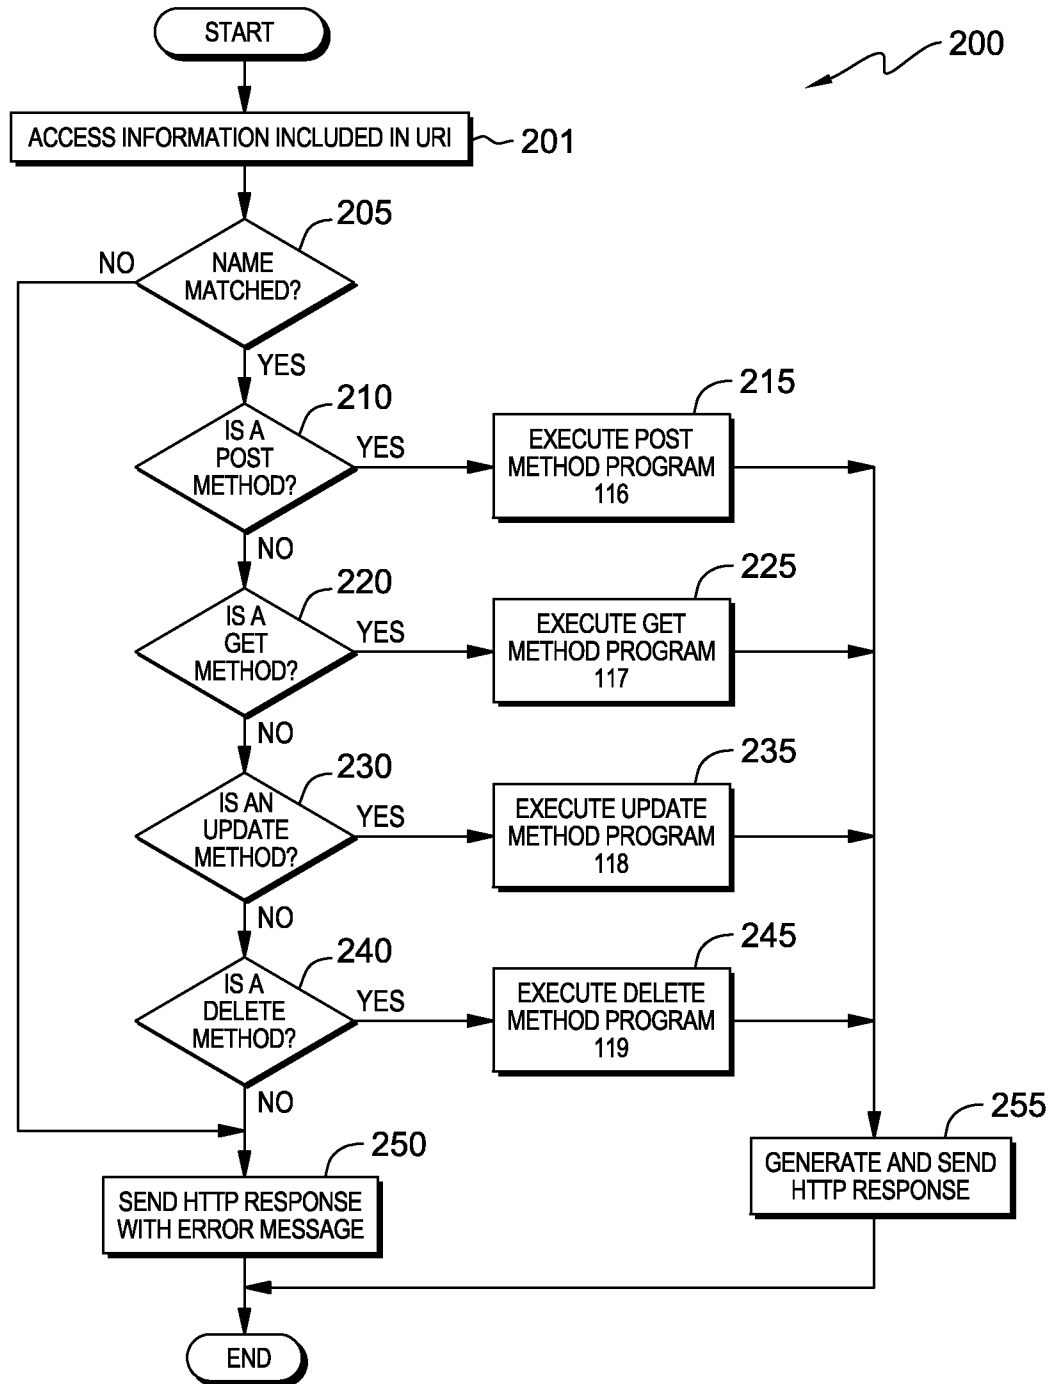 START
200
ACCESS INFORMATION INCLUDED IN URI
201
205
NO
NAME
MATCHED?
YES
210
215
IS A
POST
METHOD?
YES
EXECUTE POST
METHOD PROGRAM
116
NO
220
225
IS A
GET
METHOD?
YES
EXECUTE GET
METHOD PROGRAM
117
NO
230
235
IS AN
UPDATE
METHOD?
YES
EXECUTE UPDATE
METHOD PROGRAM
118
NO
240
245
IS A
DELETE
METHOD?
YES
EXECUTE DELETE
METHOD PROGRAM
119
NO
250
255
SEND HTTP RESPONSE
WITH ERROR MESSAGE
GENERATE AND SEND
HTTP RESPONSE
END